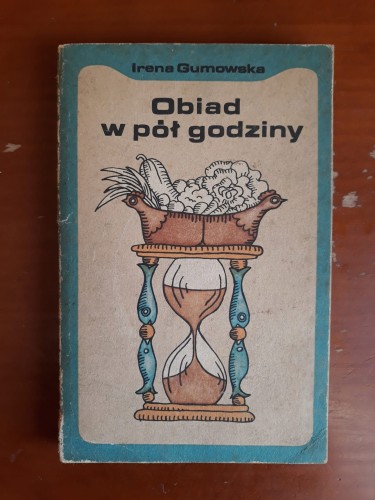 Irena Gumowska
Obiad
w pół godziny